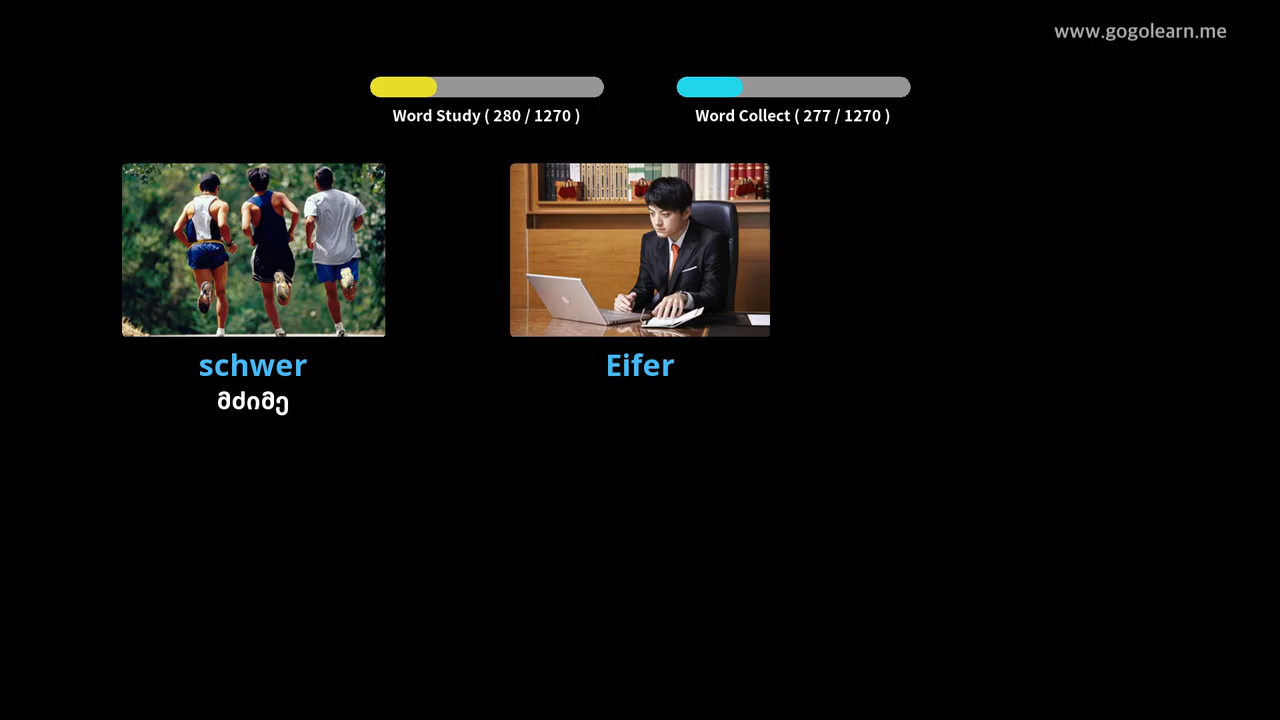 www.gogolearn.me
Word Study ( 280 / 1270 )
Word Collect ( 277 / 1270 )
schwer
მძიმე
Eifer